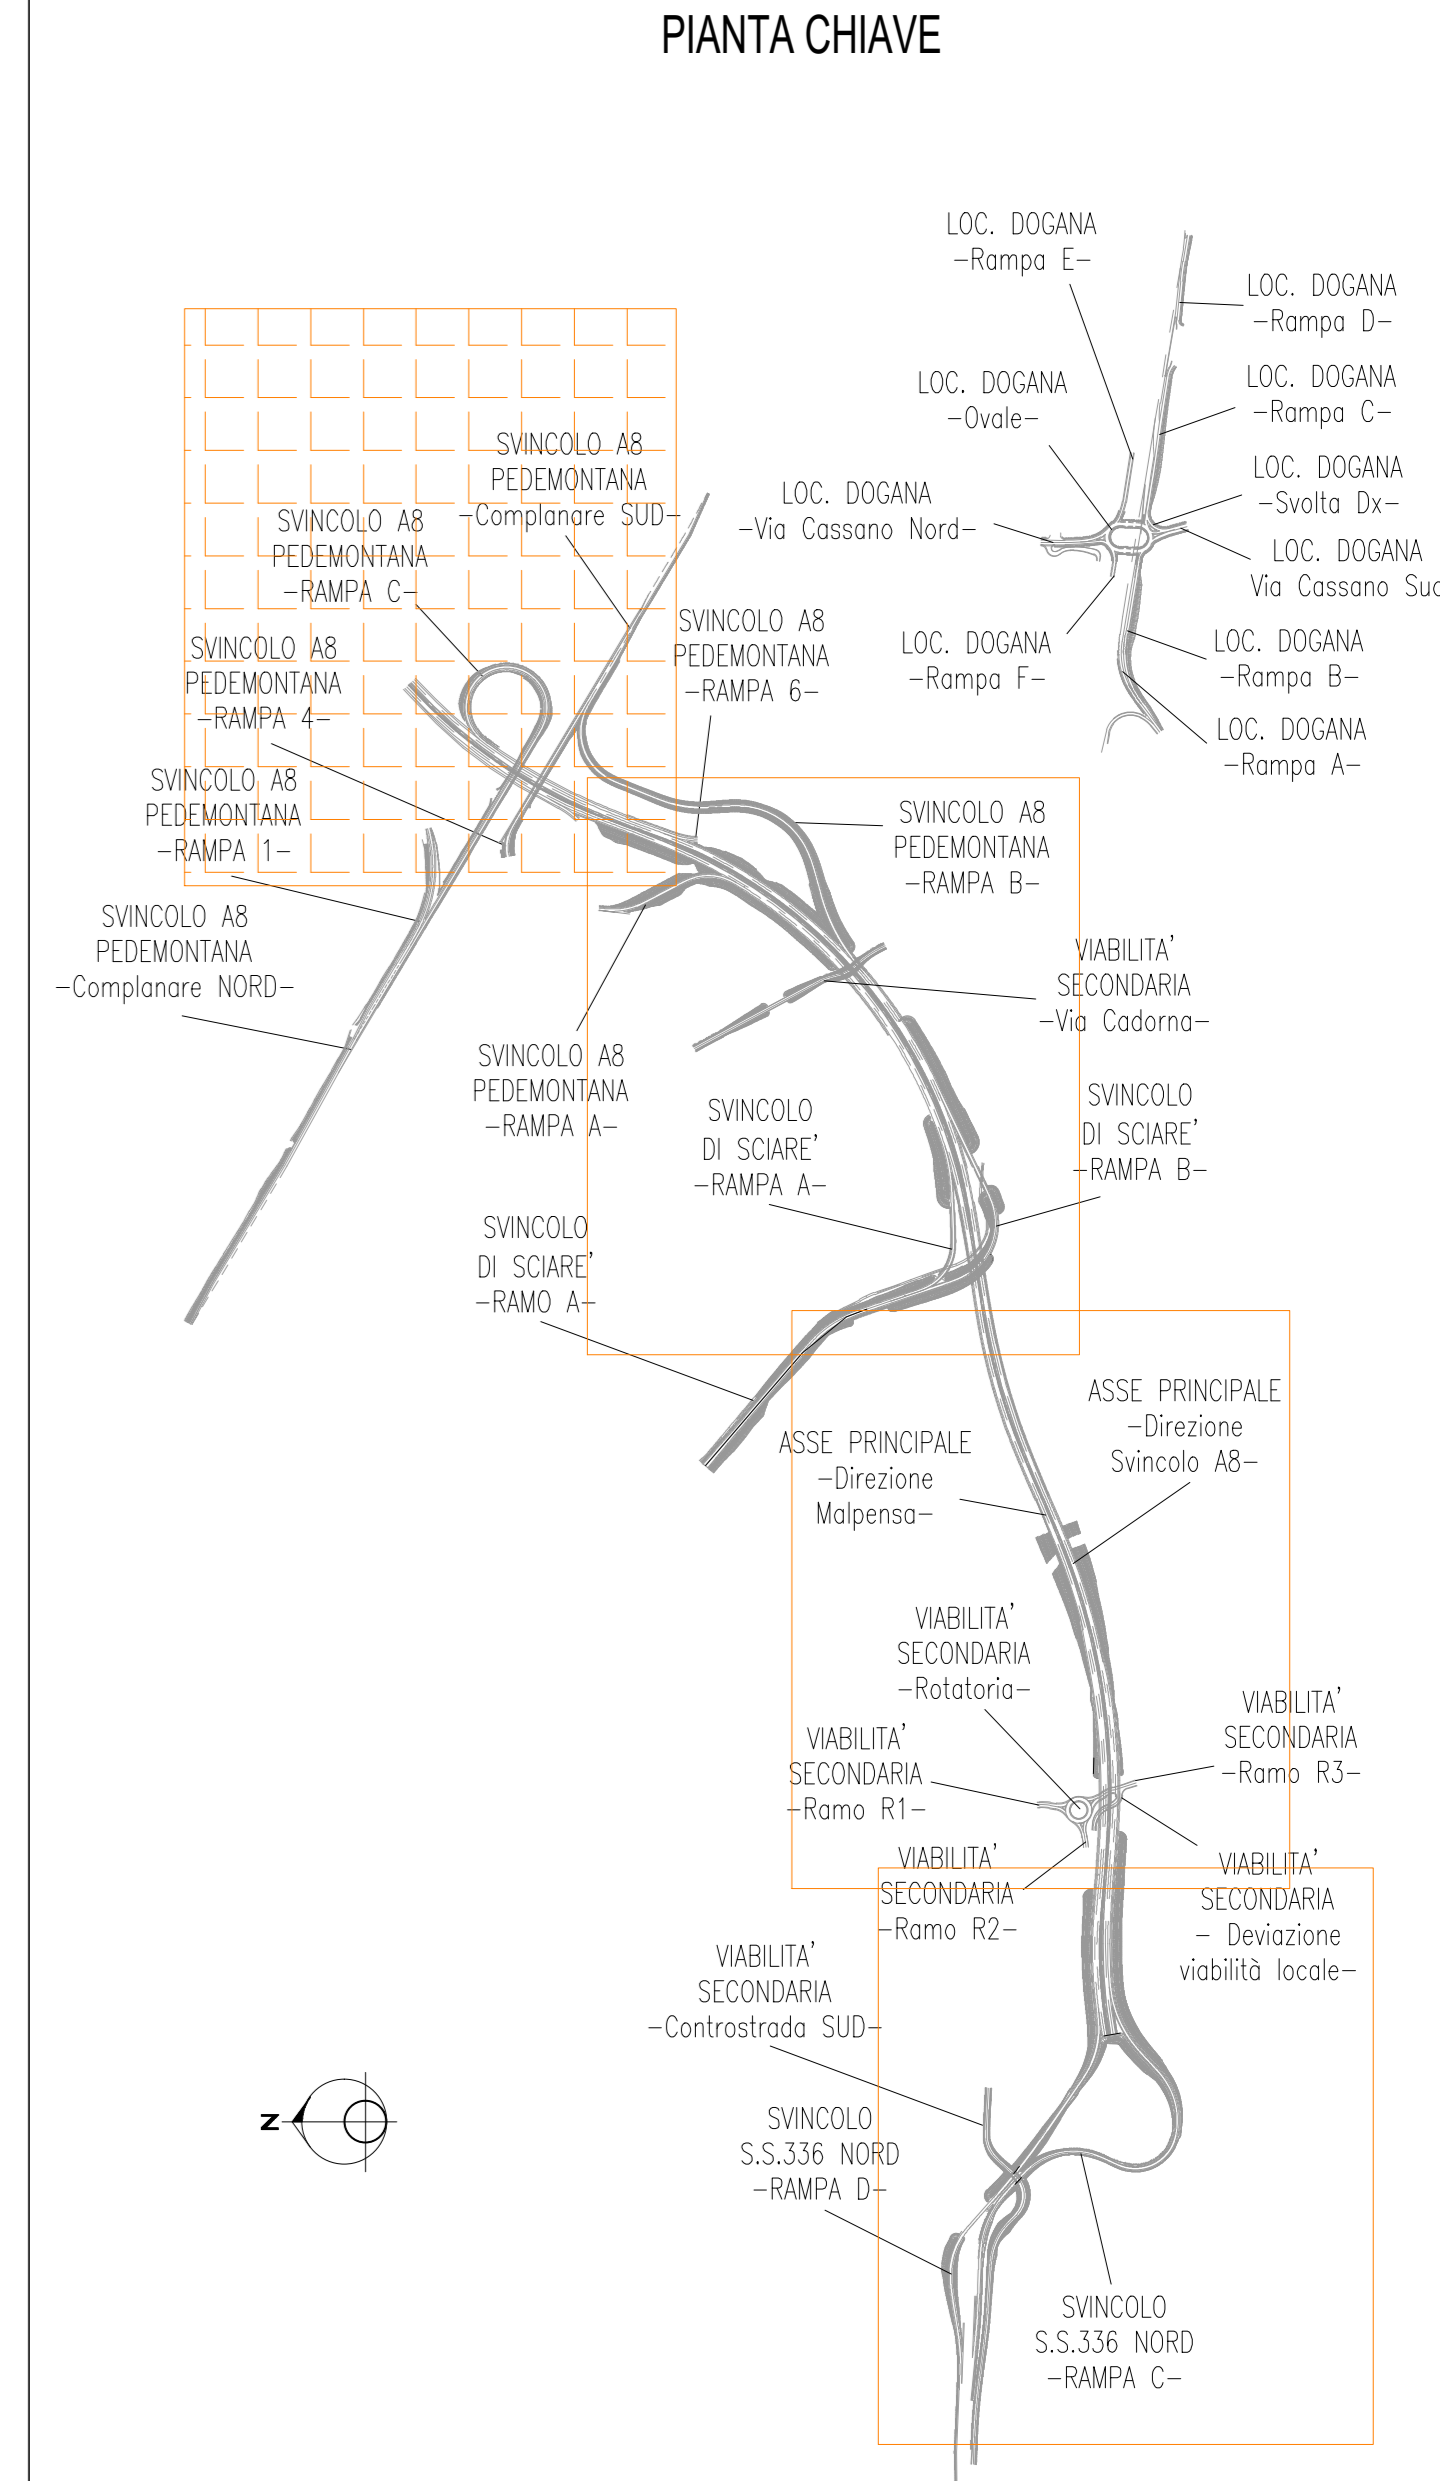 PIANTA CHIAVE
LOC. DOGANA
-Rampa E-
LOC. DOGANA
-Rampa D-
LOC. DOGANA
-Ovale-
LOC. DOGANA
-Rampa C-
SVINCOLO A8
PEDEMONTANA
-Complanare SUD-
LOC. DOGANA
-Via Cassano Nord-
LOC. DOGANA
-Svolta Dx-
SVINCOLO A8
PEDEMONTANA
-RAMPA C-
LOC. DOGANA
Via Cassano Sud
SVINCOLO A8
PEDEMONTANA
-RAMPA 4-
SVINCOLO A8
PEDEMONTANA
-RAMPA 6-
LOC. DOGANA
-Rampa F-
LOC. DOGANA
-Rampa B-
LOC. DOGANA
-Rampa A-
SVINCOLO A8
PEDEMONTANA
-RAMPA 1-
SVINCOLO A8
PEDEMONTANA
-RAMPA B-
SVINCOLO A8
PEDEMONTANA
-Complanare NORD-
VIABILITA'
SECONDARIA
-Via Cadorna-
SVINCOLO A8
PEDEMONTANA
-RAMPA A-
SVINCOLO
DI SCIARE'
-RAMPA A-
SVINCOLO
DI SCIARE'
-RAMPA B-
SVINCOLO
DI SCIARE'
-RAMO A-
ASSE PRINCIPALE
-Direzione
Svincolo A8-
ASSE PRINCIPALE
-Direzione
Malpensa-
VIABILITA'
SECONDARIA
-Rotatoria-
VIABILITA'
SECONDARIA
-Ramo R3-
VIABILITA'
SECONDARIA
-Ramo R1-
VIABILITA'
SECONDARIA
-Ramo R2-
VIABILITA'
SECONDARIA
- Deviazione
viabilità locale-
VIABILITA'
SECONDARIA
-Controstrada SUD-
N
SVINCOLO
S.S.336 NORD
-RAMPA D-
SVINCOLO
S.S.336 NORD
-RAMPA C-